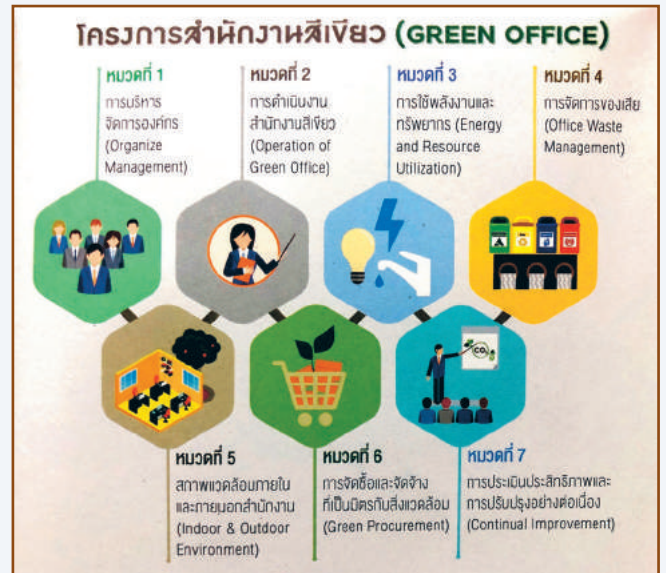 โครงการสำนักงานสีเขียว (GREEN OFFICE)
หมวดที่ 1
การบริหาร
จัดการองค์กร
(Organize
Management)
หมวดที่ 2
การดำเนินงาน
สำนักงานสีเขียว
(Operation of
Green Office)
หมวดที่ 3
การใช้พลังงานและ
ทรัพยากร (Energy
and Resource
Utilization)
หมวดที่ 4
การจัดการของเสีย
(Office Waste
Management)
CO₂
หมวดที่ 5
สภาพแวดล้อมภายใน
และภายนอกสำนักงาน
(Indoor & Outdoor
Environment)
หมวดที่ 6
การจัดซื้อและจัดจ้าง
ที่เป็นมิตรกับสิ่งแวดล้อม
(Green Procurement)
หมวดที่ 7
การประเมินประสิทธิภาพและ
การปรับปรุงอย่างต่อเนื่อง
(Continual Improvement)